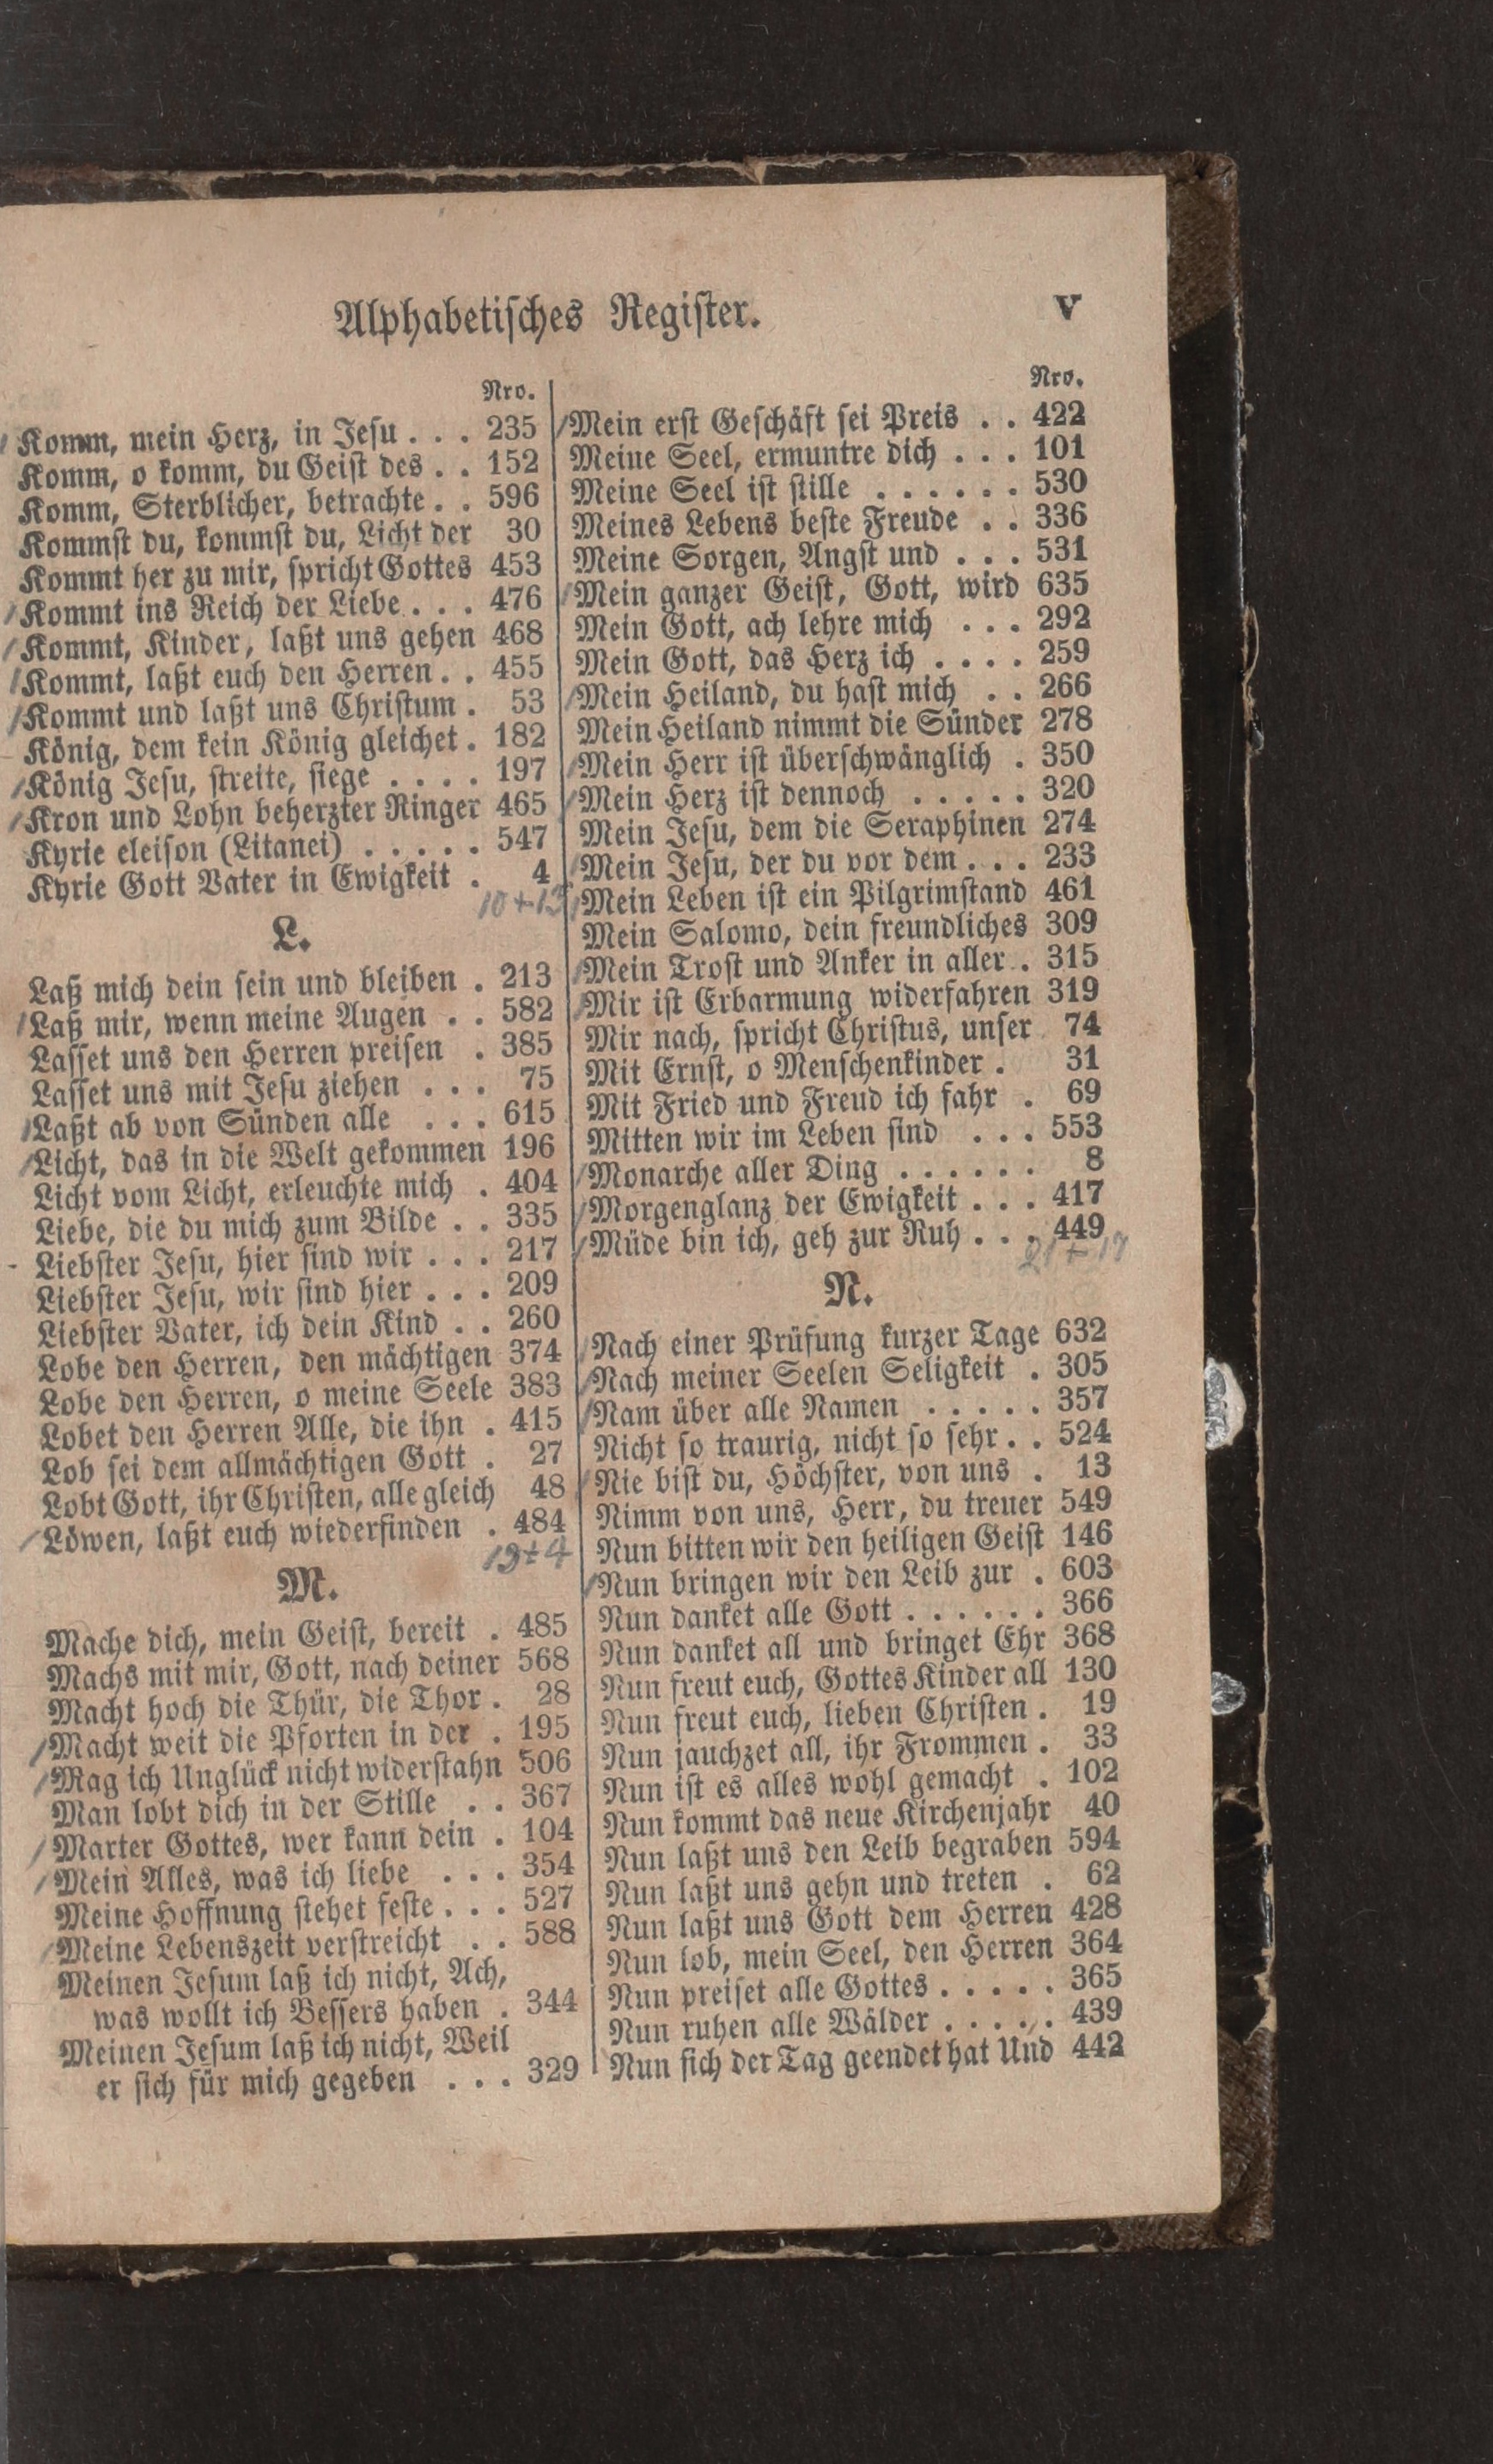 Alphabetisches Register. V
Nro.
Komm, mein Herz, in Jesu . . . 235
Komm, o komm, du Geist des . . 152
Komm, Sterblicher, betrachte . . 596
Kommst du, kommst du, Licht der 30
Kommt her zu mir, spricht Gottes 453
Kommt ins Reich der Liebe . . . 476
Kommt, Kinder, laßt uns gehen 468
Kommt, laßt euch den Herren . . 455
Kommt und laßt uns Christum . 53
König, dem kein König gleichet . 182
König Jesu, streite, siege . . . . 197
Kron und Lohn beherzter Ringer 465
Kyrie eleison (Litanei) . . . . . 547
Kyrie Gott Vater in Ewigkeit . 4
L.
Laß mich dein sein und bleiben . 213
Laß mir, wenn meine Augen . . 582
Lasset uns den Herren preisen . 385
Lasset uns mit Jesu ziehen . . . 75
Laßt ab von Sünden alle . . . 615
Licht, das in die Welt gekommen 196
Licht vom Licht, erleuchte mich . 404
Liebe, die du mich zum Bilde . . 335
Liebster Jesu, hier sind wir . . . 217
Liebster Jesu, wir sind hier . . . 209
Liebster Vater, ich dein Kind . . 260
Lobe den Herren, den mächtigen 374
Lobe den Herren, o meine Seele 383
Lobet den Herren Alle, die ihn . 415
Lob sei dem allmächtigen Gott . 27
Lobt Gott, ihr Christen, alle gleich 48
Löwen, laßt euch wiederfinden . 484
13+4
M.
Mache dich, mein Geist, bereit . 485
Machs mit mir, Gott, nach deiner 568
Macht hoch die Thür, die Thor . 28
Macht weit die Pforten in der . 195
Mag ich Unglück nicht widerstahn 506
Man lobt dich in der Stille . . 367
Marter Gottes, wer kann dein . 104
Mein Alles, was ich liebe . . . 354
Meine Hoffnung stehet feste . . . 527
Meine Lebenszeit verstreicht . . 588
Meinen Jesum laß ich nicht, Ach,
was wollt ich Bessers haben . 344
Meinen Jesum laß ich nicht, Weil
er sich für mich gegeben . . . 329
Nro.
Mein erst Geschäft sei Preis . . 422
Meine Seel, ermuntre dich . . . 101
Meine Seel ist stille . . . . . . 530
Meines Lebens beste Freude . . 336
Meine Sorgen, Angst und . . . 531
Mein ganzer Geist, Gott, wird 635
Mein Gott, ach lehre mich . . . 292
Mein Gott, das Herz ich . . . . 259
Mein Heiland, du hast mich . . 266
Mein Heiland nimmt die Sünder 278
Mein Herr ist überschwänglich . 350
Mein Herz ist dennoch . . . . . 320
Mein Jesu, dem die Seraphinen 274
Mein Jesu, der du vor dem . . . 233
Mein Leben ist ein Pilgrimstand 461
Mein Salomo, dein freundliches 309
Mein Trost und Anker in aller . . 315
Mir ist Erbarmung widerfahren 319
Mir nach, spricht Christus, unser 74
Mit Ernst, o Menschenkinder . 31
Mit Fried und Freud ich fahr . 69
Mitten wir im Leben sind . . . 553
Monarche aller Ding . . . . . . 8
Morgenglanz der Ewigkeit . . . 417
Müde bin ich, geh zur Ruh . . . 449
N.
Nach einer Prüfung kurzer Tage 632
Nach meiner Seelen Seligkeit . 305
Nam über alle Namen . . . . . 357
Nicht so traurig, nicht so sehr . . 524
Nie bist du, Höchster, von uns . 13
Nimm von uns, Herr, du treuer 549
Nun bitten wir den heiligen Geist 146
Nun bringen wir den Leib zur . 603
Nun danket alle Gott . . . . . . 366
Nun danket all und bringet Ehr 368
Nun freut euch, Gottes Kinder all 130
Nun freut euch, lieben Christen . 19
Nun jauchzet all, ihr Frommen . 33
Nun ist es alles wohl gemacht . 102
Nun kommt das neue Kirchenjahr 40
Nun laßt uns den Leib begraben 594
Nun laßt uns gehn und treten . 62
Nun laßt uns Gott dem Herren 428
Nun lob, mein Seel, den Herren 364
Nun preiset alle Gottes . . . . . 365
Nun ruhen alle Wälder . . . . . 439
Nun sich der Tag geendet hat Und 442